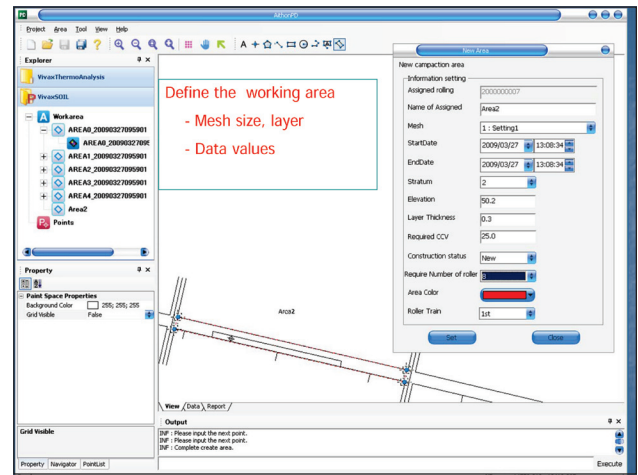 AithonPD
Project Area Tool View Help
Explorer
VivaxThermoAnalysis
VivaxSOIL
Workarea
AREA0_20090327095901
AREA0_20090327095
AREA1_20090327095901
AREA2_20090327095901
AREA3_20090327095901
AREA4_20090327095901
Area2
Points
Property
Paint Space Properties
Background Color 255; 255; 255
Grid Visible False
Grid Visible
Property Navigator PointList
Define the working area
- Mesh size, layer
- Data values
Area2
View Data Report
Output
INF : Please input the next point.
INF : Please input the next point.
INF : Complete create area.
Execute
New Area
New campaction area
Information setting
Assigned rolling 2000000007
Name of Assigned Area2
Mesh 1 : Setting1
StartDate 2009/03/27 13:08:34
EndDate 2009/03/27 13:08:34
Stratum 2
Elevation 50.2
Layer Thickness 0.3
Required CCV 25.0
Construction status New
Require Number of roller 8
Area Color
Roller Train 1st
Set Close